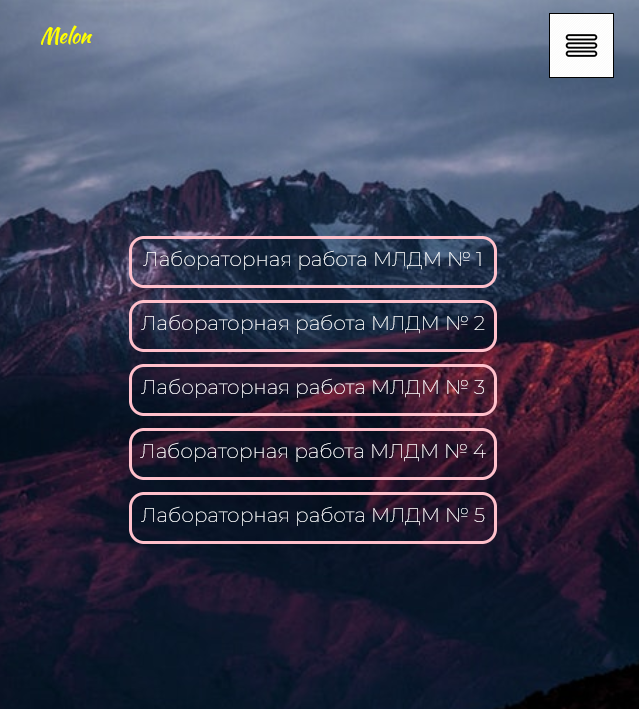 Melon
Лабораторная работа МЛДМ № 1
Лабораторная работа МЛДМ № 2
Лабораторная работа МЛДМ № 3
Лабораторная работа МЛДМ № 4
Лабораторная работа МЛДМ № 5